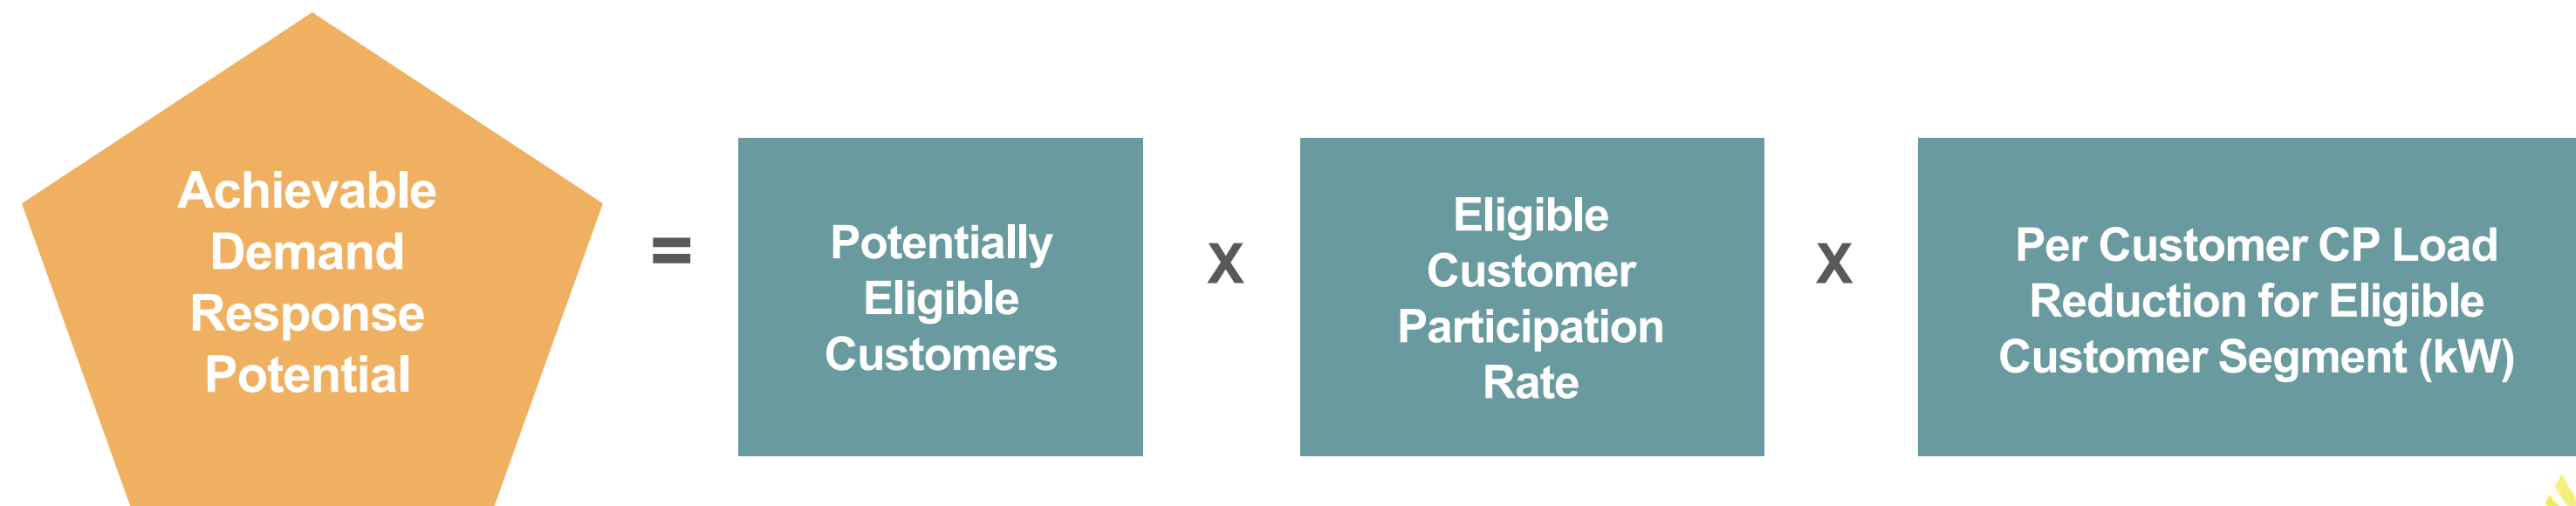 Achievable
Demand
Response
Potential
=
Potentially
Eligible
Customers
x
Eligible
Customer
Participation
Rate
x
Per Customer CP Load
Reduction for Eligible
Customer Segment (kW)